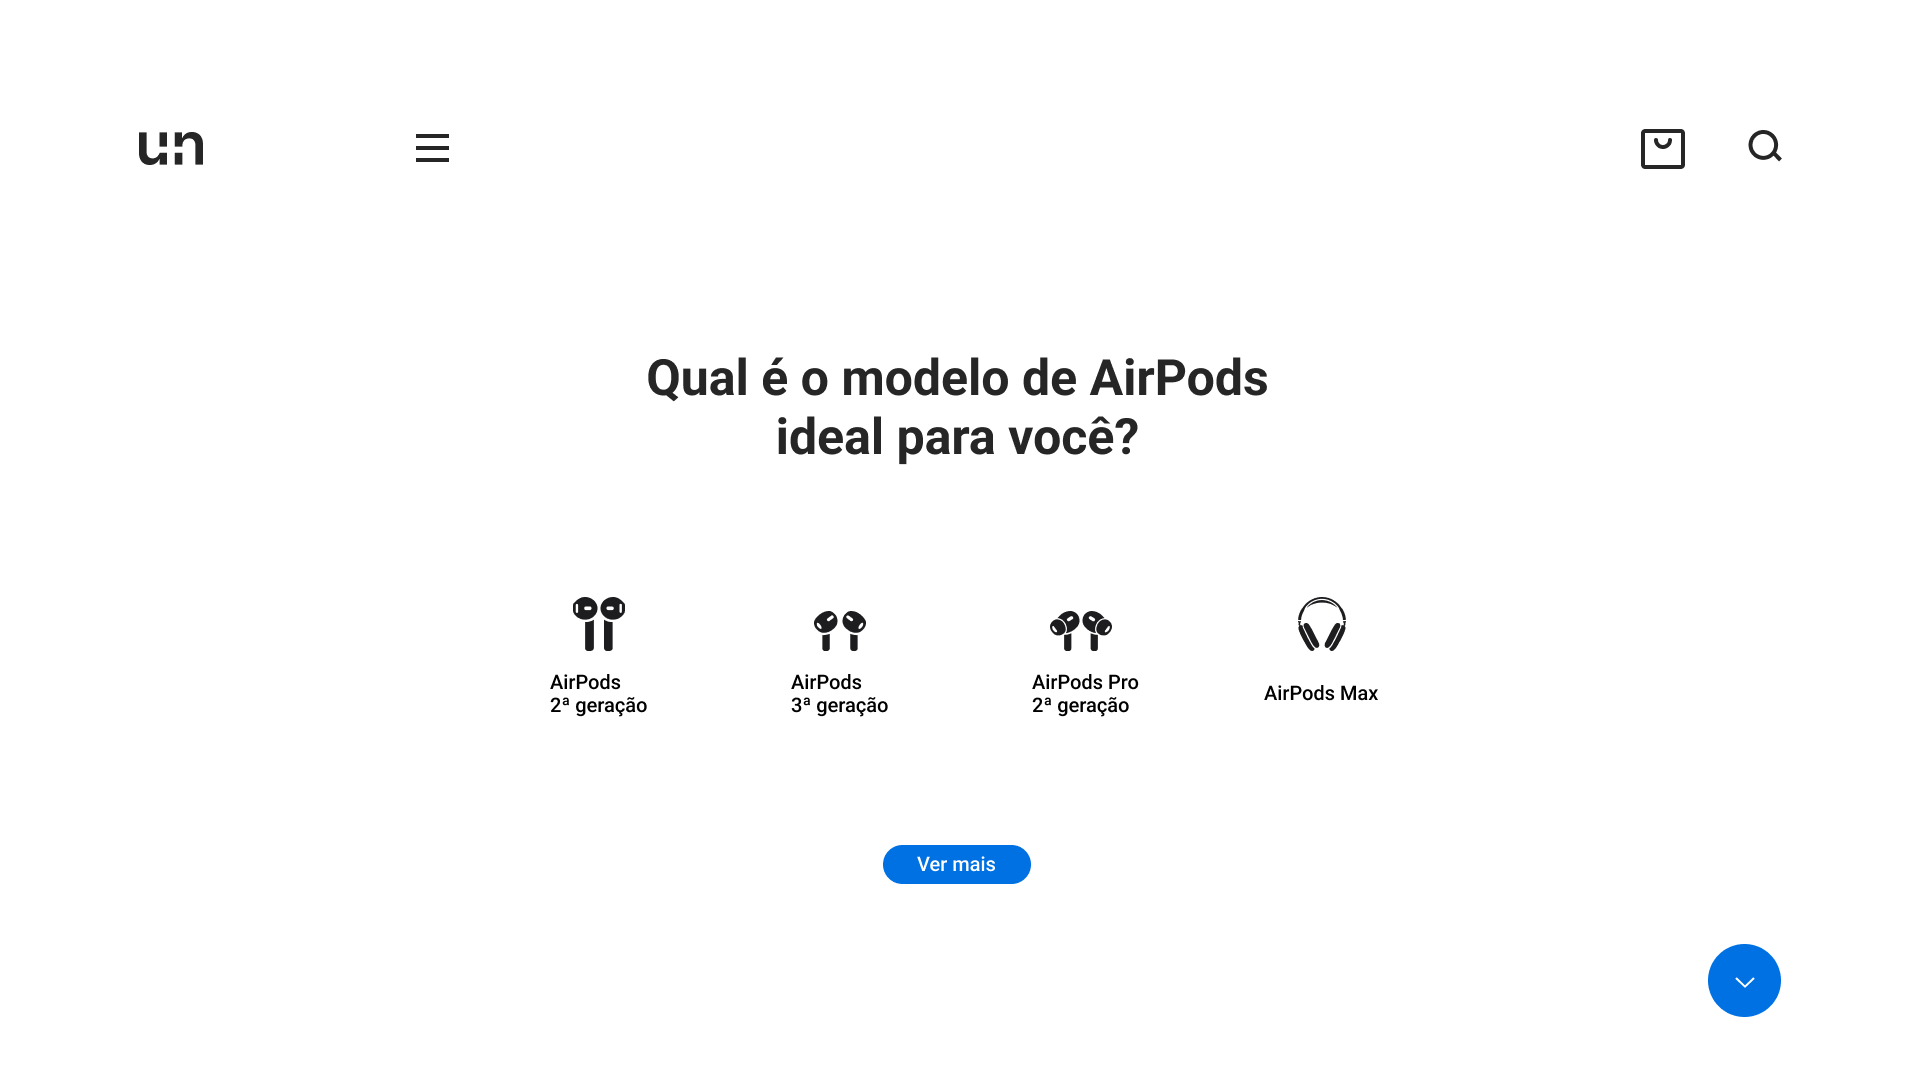 un
Qual é o modelo de AirPods
ideal para você?
AirPods
2ª geração
AirPods
3ª geração
AirPods Pro
2ª geração
AirPods Max
Ver mais